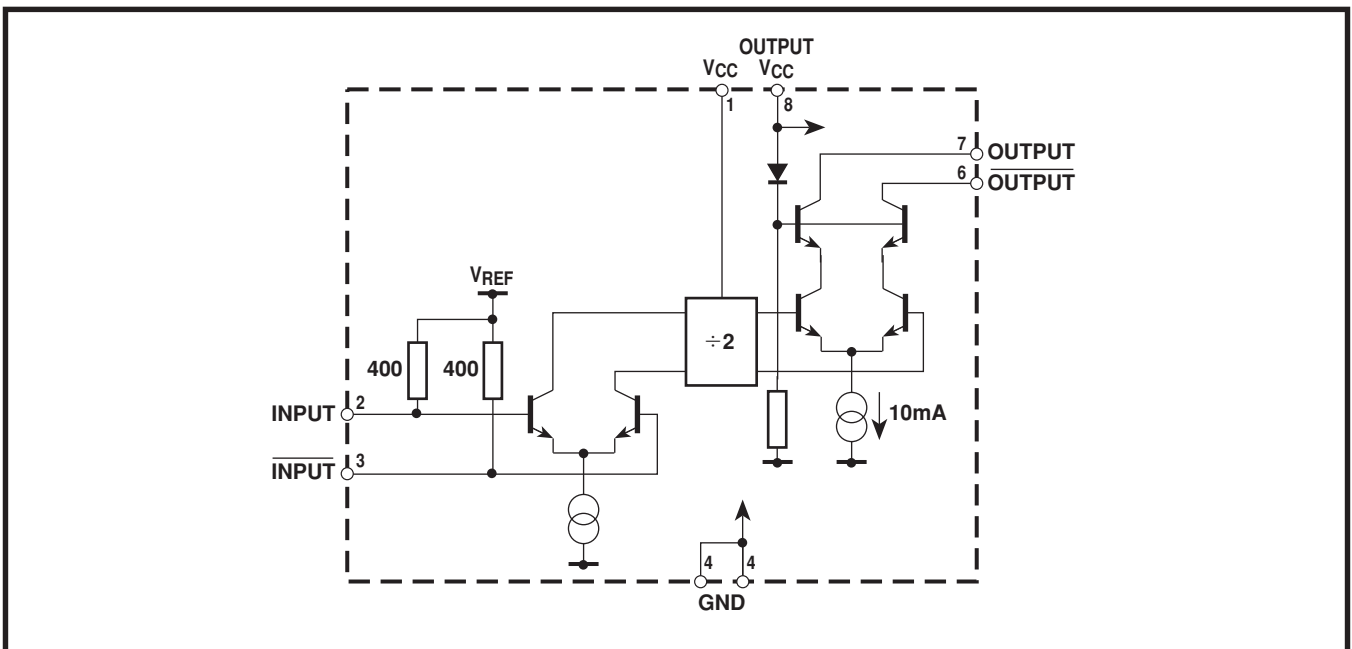 OUTPUT
VCC
VCC
1
8
7
OUTPUT
6
OUTPUT
VREF
÷2
400
400
10mA
INPUT
2
INPUT
3
4
4
GND